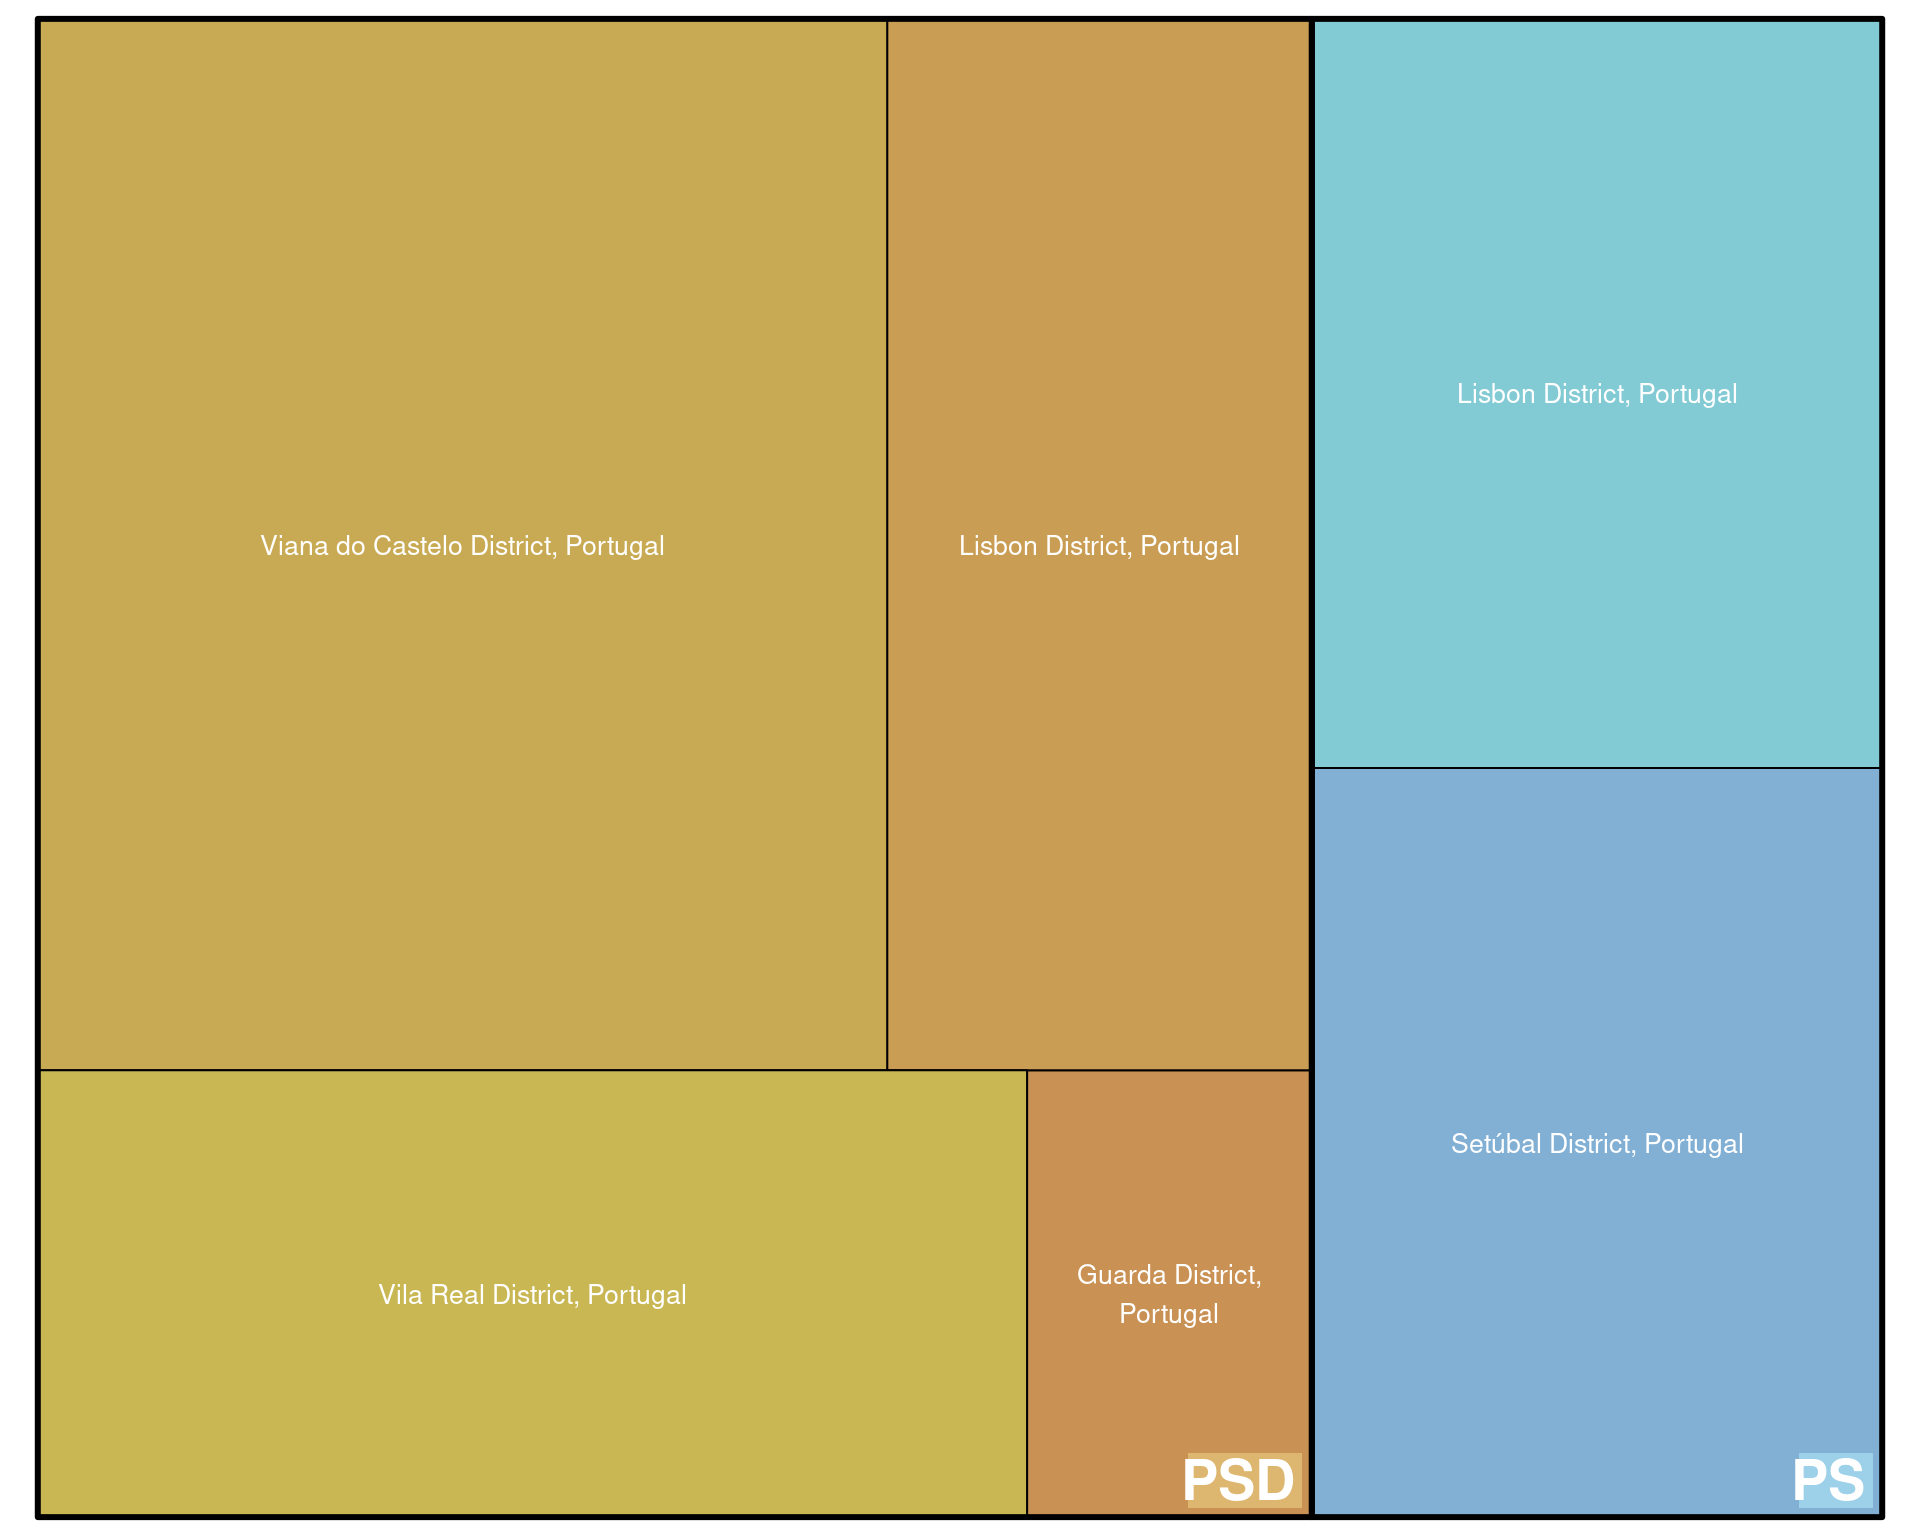 Lisbon District, Portugal
Viana do Castelo District, Portugal
Lisbon District, Portugal
Setúbal District, Portugal
Vila Real District, Portugal
Guarda District,
Portugal
PSD
PS